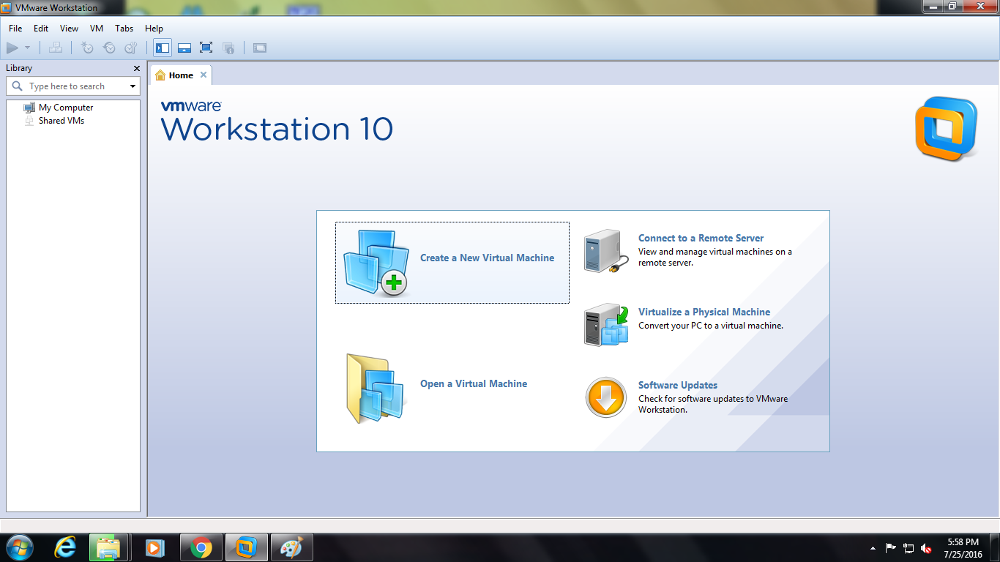 VMware Workstation
File Edit View VM Tabs Help
Library
Type here to search
My Computer
Shared VMs
Home
vmware
Workstation 10
Create a New Virtual Machine
Open a Virtual Machine
Connect to a Remote Server
View and manage virtual machines on a
remote server.
Virtualize a Physical Machine
Convert your PC to a virtual machine.
Software Updates
Check for software updates to VMware
Workstation.
5:58 PM
7/25/2016